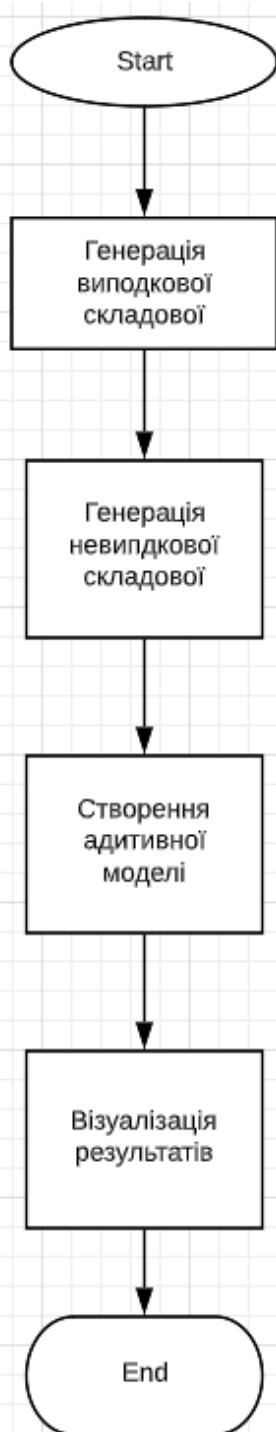 Start
Генерація
виподкової
складової
Генерація
невипдкової
складової
Створення
адитивної
моделі
Візуалізація
результатів
End